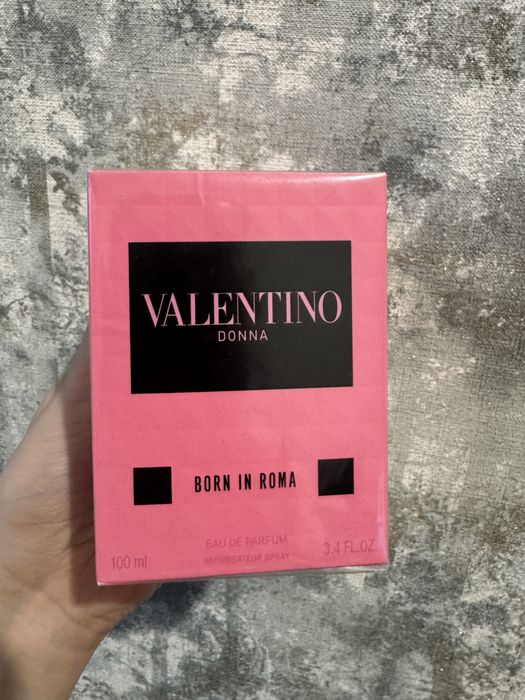 VALENTINO
DONNA
BORN IN ROMA
EAU DE PARFUM
VAPORISATEUR SPRAY
100 ml
3.4 FL.OZ.